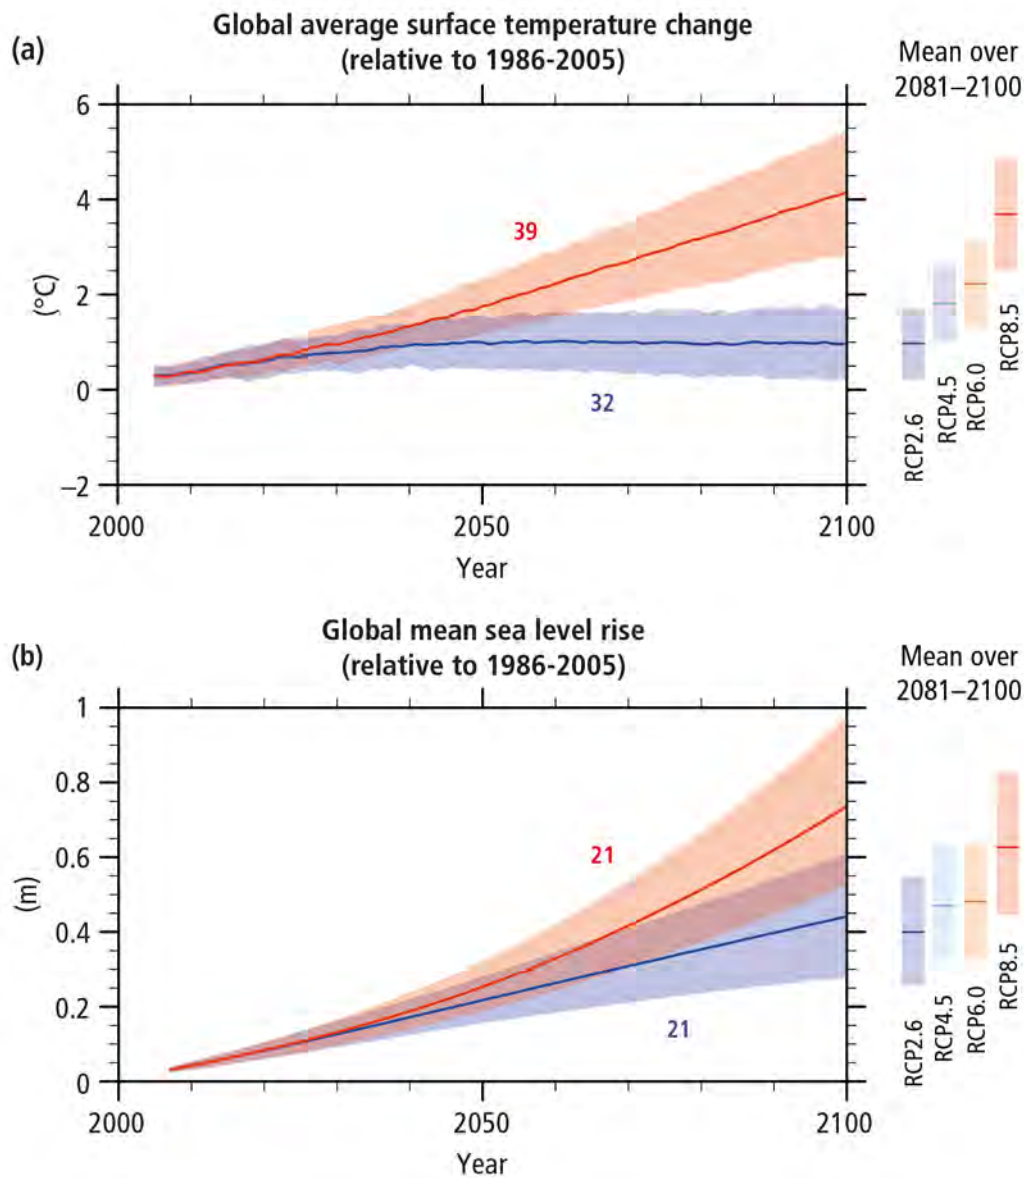 Global average surface temperature change
(relative to 1986-2005)
(a)
Mean over
2081–2100
6
4
2
0
−2
(°C)
39
32
2000
2050
2100
Year
RCP2.6
RCP4.5
RCP6.0
RCP8.5
Global mean sea level rise
(relative to 1986-2005)
(b)
Mean over
2081–2100
1
0.8
0.6
0.4
0.2
0
(m)
21
21
2000
2050
2100
Year
RCP2.6
RCP4.5
RCP6.0
RCP8.5